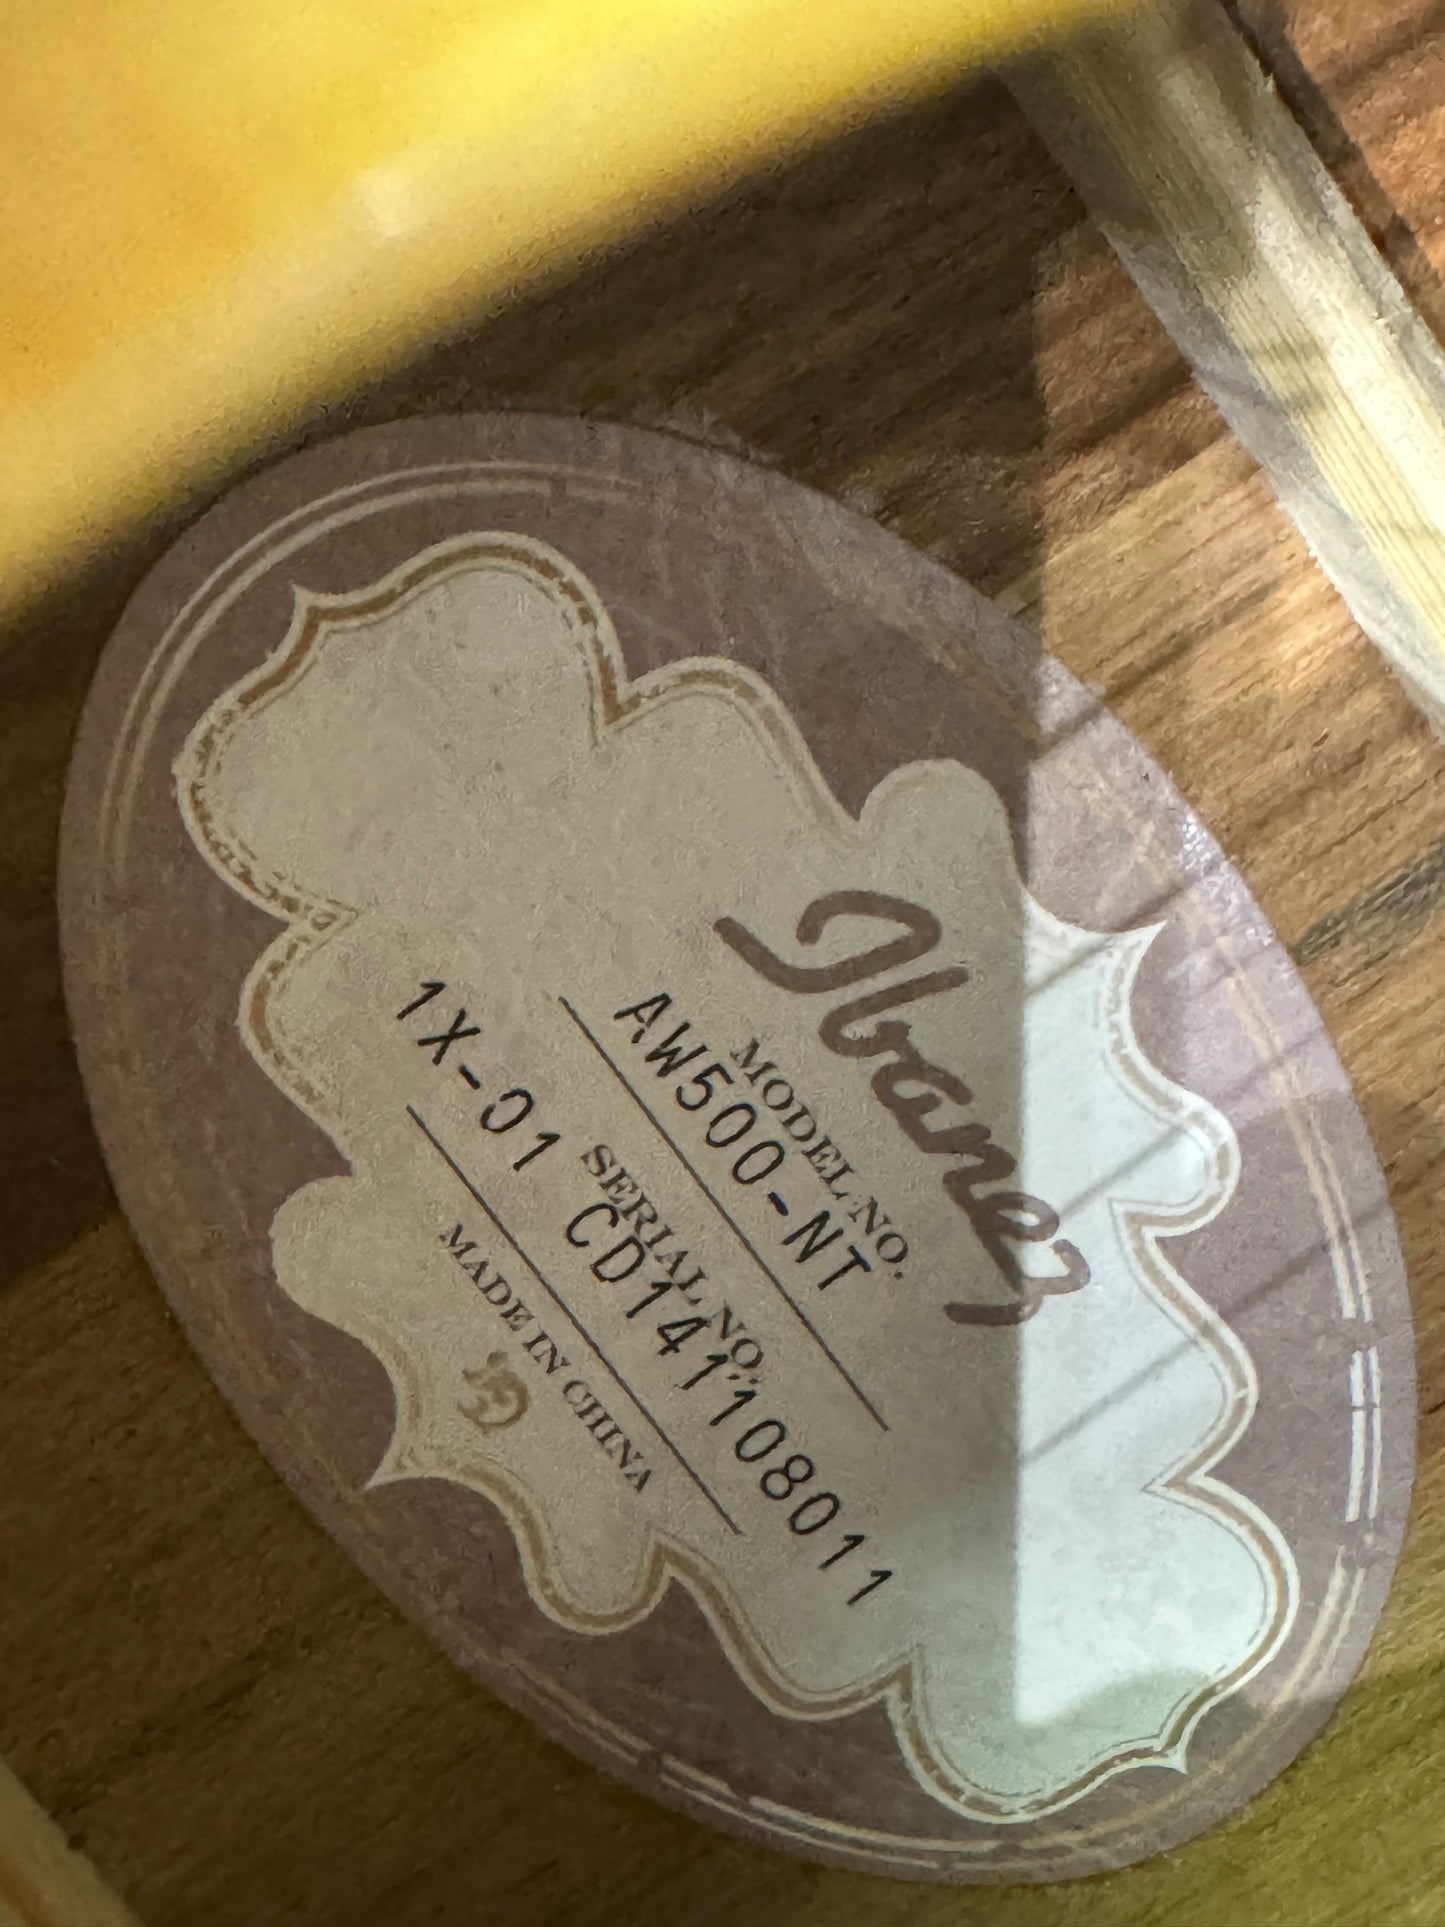 Ibanez
MODEL NO.
AW500-NT
SERIAL NO.
1X-01 CD141108011
MADE IN CHINA